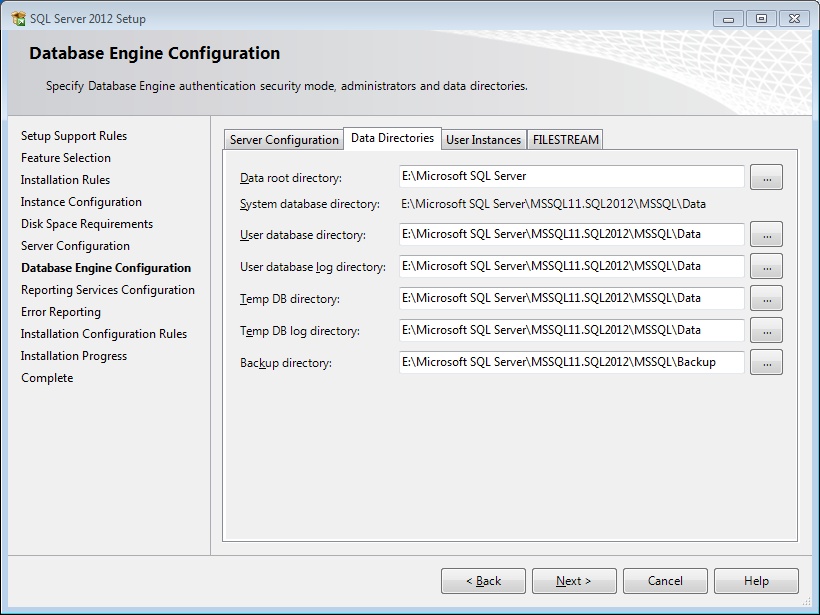 SQL Server 2012 Setup
Database Engine Configuration
Specify Database Engine authentication security mode, administrators and data directories.
Setup Support Rules
Feature Selection
Installation Rules
Instance Configuration
Disk Space Requirements
Server Configuration
Database Engine Configuration
Reporting Services Configuration
Error Reporting
Installation Configuration Rules
Installation Progress
Complete
Server Configuration Data Directories User Instances FILESTREAM
Data root directory: E:\Microsoft SQL Server ...
System database directory: E:\Microsoft SQL Server\MSSQL11.SQL2012\MSSQL\Data
User database directory: E:\Microsoft SQL Server\MSSQL11.SQL2012\MSSQL\Data ...
User database log directory: E:\Microsoft SQL Server\MSSQL11.SQL2012\MSSQL\Data ...
Temp DB directory: E:\Microsoft SQL Server\MSSQL11.SQL2012\MSSQL\Data ...
Temp DB log directory: E:\Microsoft SQL Server\MSSQL11.SQL2012\MSSQL\Data ...
Backup directory: E:\Microsoft SQL Server\MSSQL11.SQL2012\MSSQL\Backup ...
< Back Next > Cancel Help